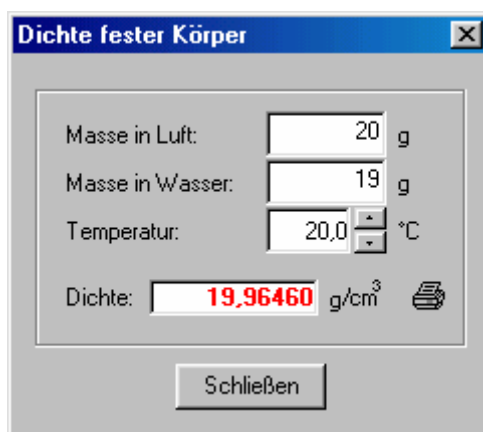 Dichte fester Körper
Masse in Luft: 20 g
Masse in Wasser: 19 g
Temperatur: 20,0 °C
Dichte: 19,96460 g/cm³
Schließen